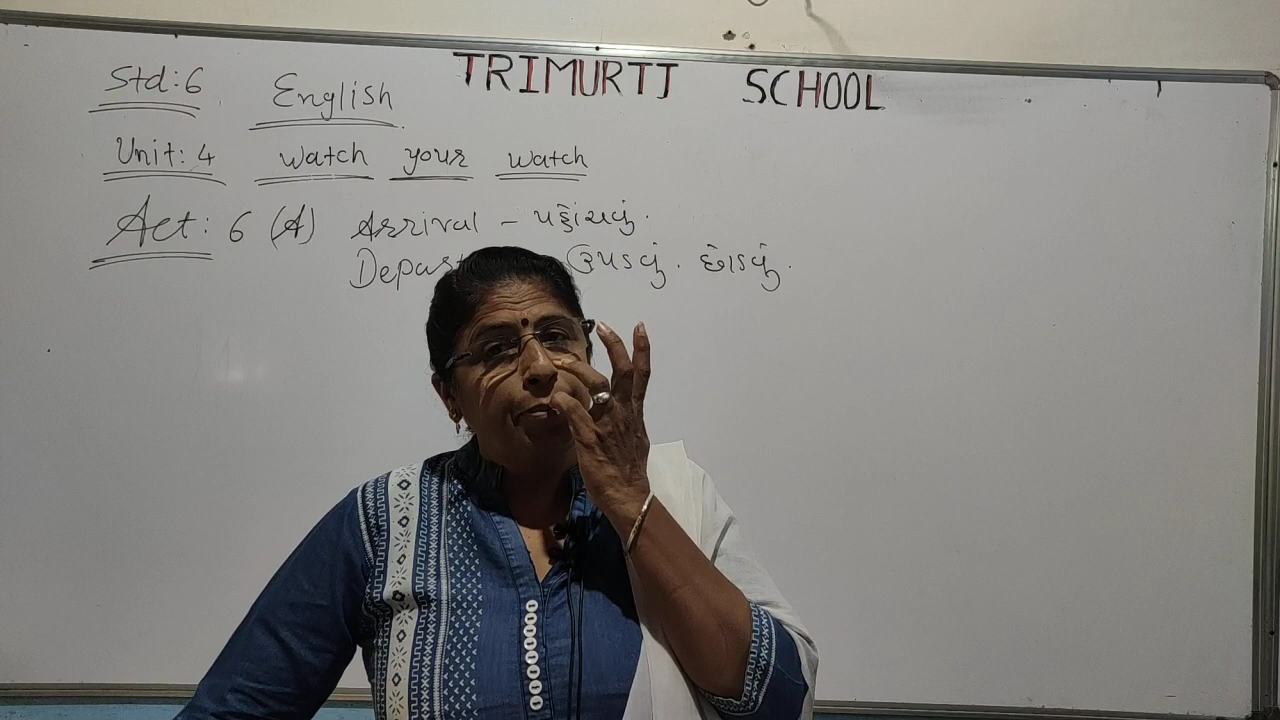 TRIMURTI SCHOOL
Std: 6 English
Unit: 4 watch your watch
Act: 6 (A) Arrival - પહોંચવું.
ઉપડવું. છોડવું.